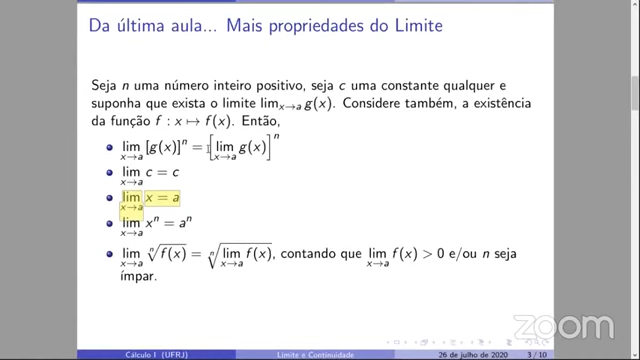 Da última aula... Mais propriedades do Limite
Seja n uma número inteiro positivo, seja c uma constante qualquer e
suponha que exista o limite lim_{x→a} g(x). Considere também, a existência
da função f : x ↦ f(x). Então,
• lim_{x→a} [g(x)]^n = [lim_{x→a} g(x)]^n
• lim_{x→a} c = c
• lim_{x→a} x = a
• lim_{x→a} x^n = a^n
• lim_{x→a} ⁿ√f(x) = ⁿ√lim_{x→a} f(x), contando que lim_{x→a} f(x) > 0 e/ou n seja
ímpar.
zoom
Cálculo I (UFRJ) Limite e Continuidade 26 de julho de 2020 3 / 10